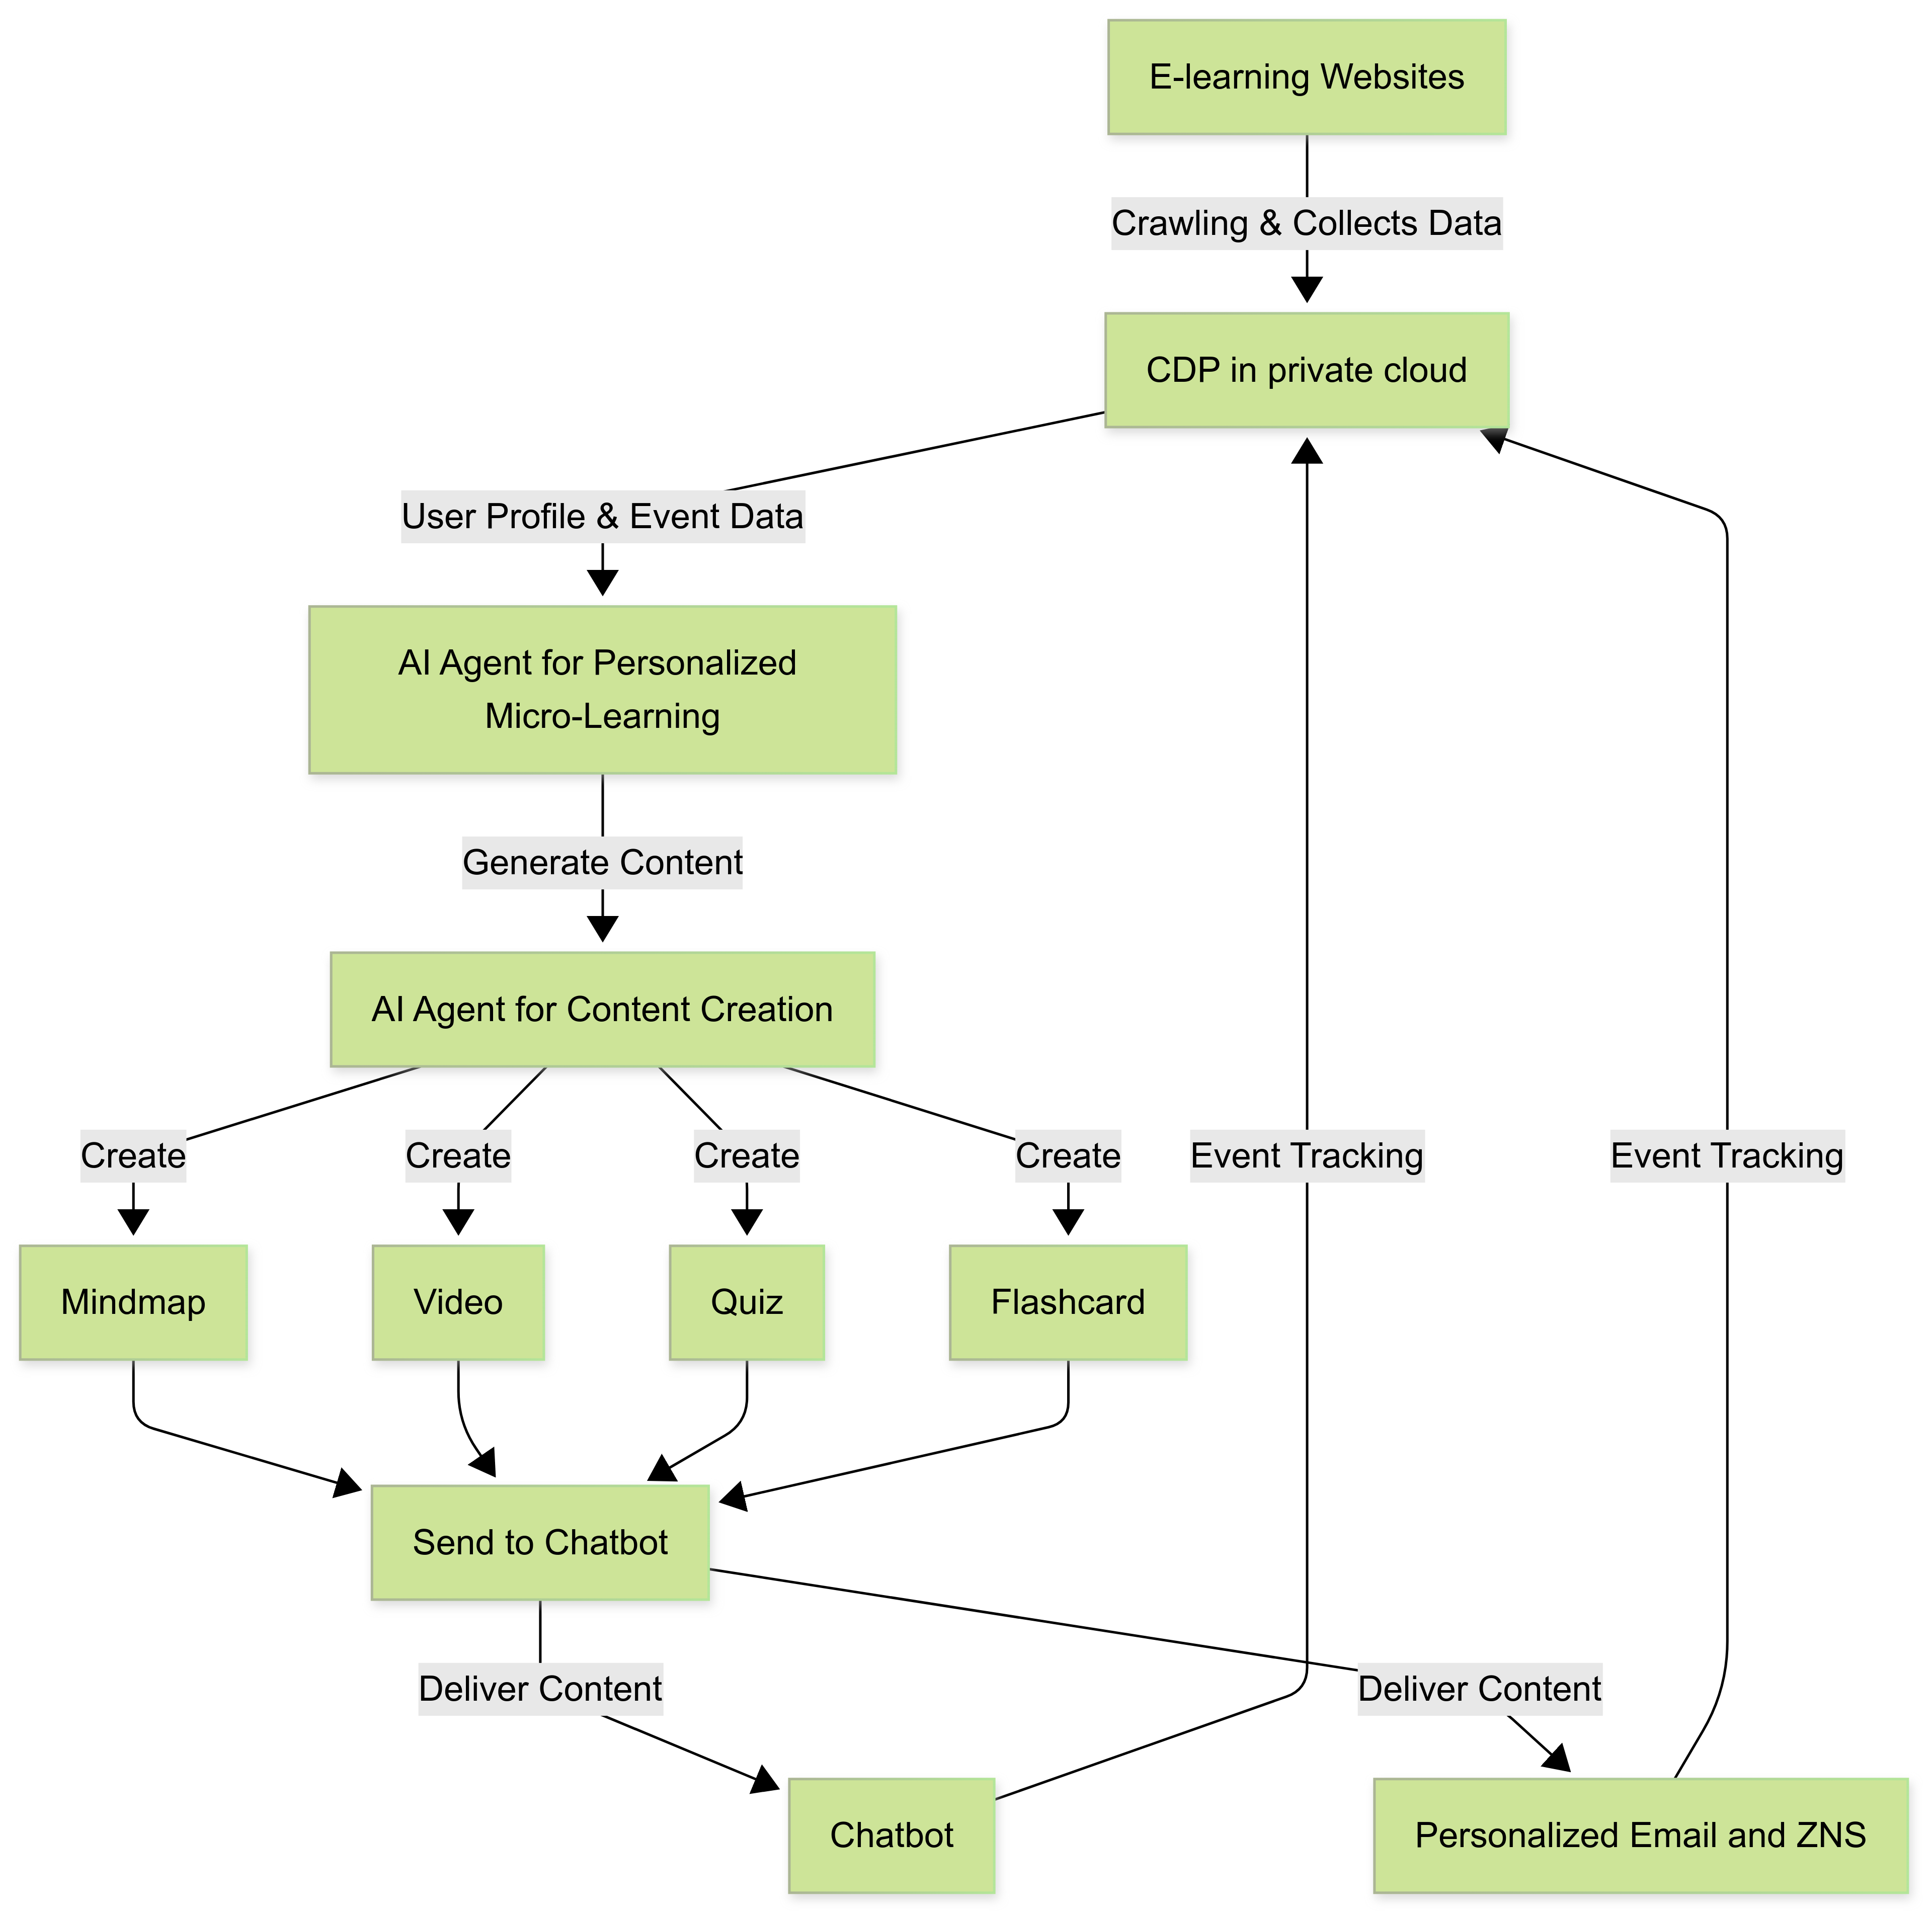 E-learning Websites
Crawling & Collects Data
CDP in private cloud
User Profile & Event Data
AI Agent for Personalized
Micro-Learning
Generate Content
AI Agent for Content Creation
Create
Create
Create
Create
Event Tracking
Event Tracking
Mindmap
Video
Quiz
Flashcard
Send to Chatbot
Deliver Content
Deliver Content
Chatbot
Personalized Email and ZNS